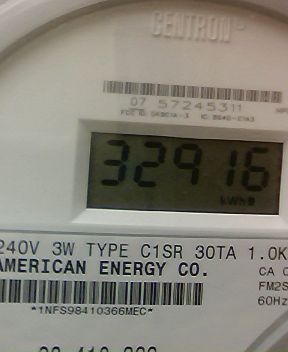 CENTRON®
07 57245311
32916
kWh
240V 3W TYPE C1SR 30TA 1.0K
AMERICAN ENERGY CO.
CA
FM2S
60Hz
*1NFS98410366MEC*